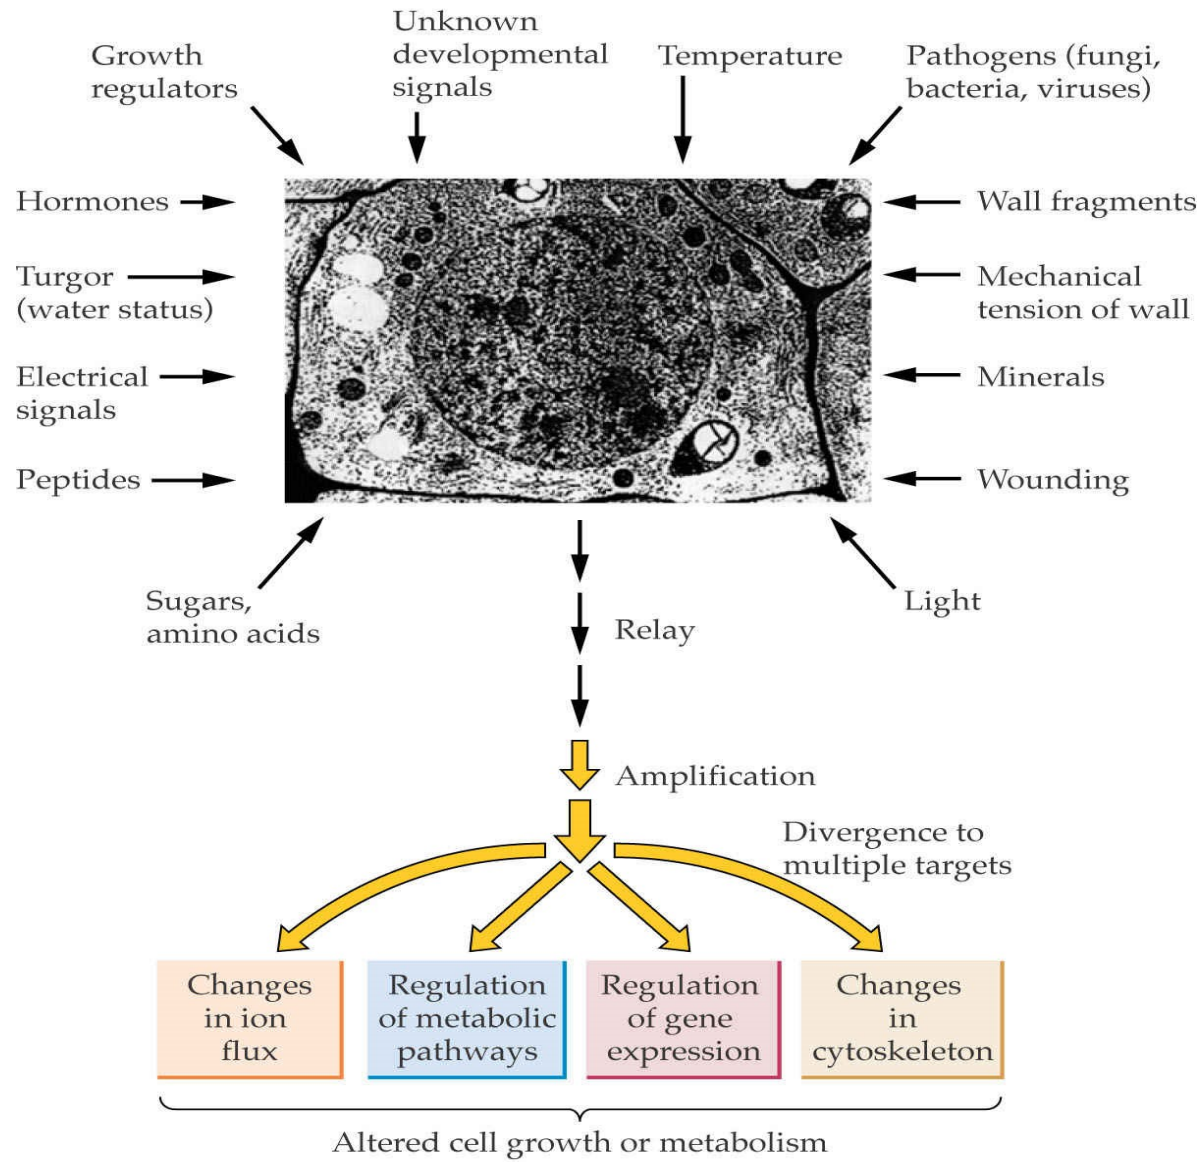 Growth
regulators
Unknown
developmental
signals
Temperature
Pathogens (fungi,
bacteria, viruses)
Hormones
Turgor
(water status)
Electrical
signals
Peptides
Sugars,
amino acids
Wall fragments
Mechanical
tension of wall
Minerals
Wounding
Light
Relay
Amplification
Divergence to
multiple targets
Changes
in ion
flux
Regulation
of metabolic
pathways
Regulation
of gene
expression
Changes
in
cytoskeleton
Altered cell growth or metabolism